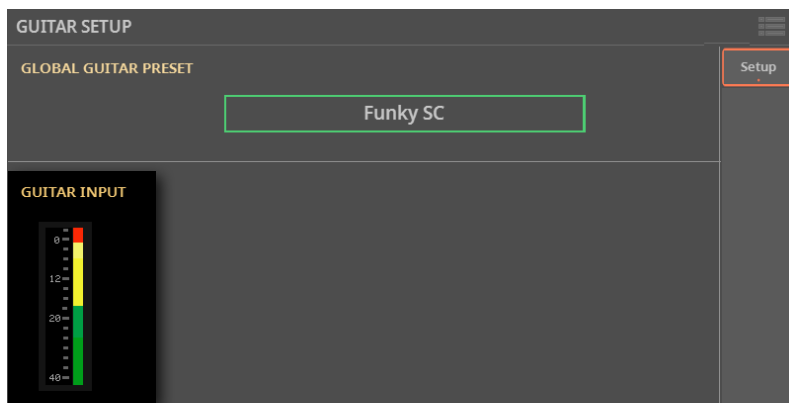 GUITAR SETUP
GLOBAL GUITAR PRESET
Setup
Funky SC
GUITAR INPUT
0
12
20
40